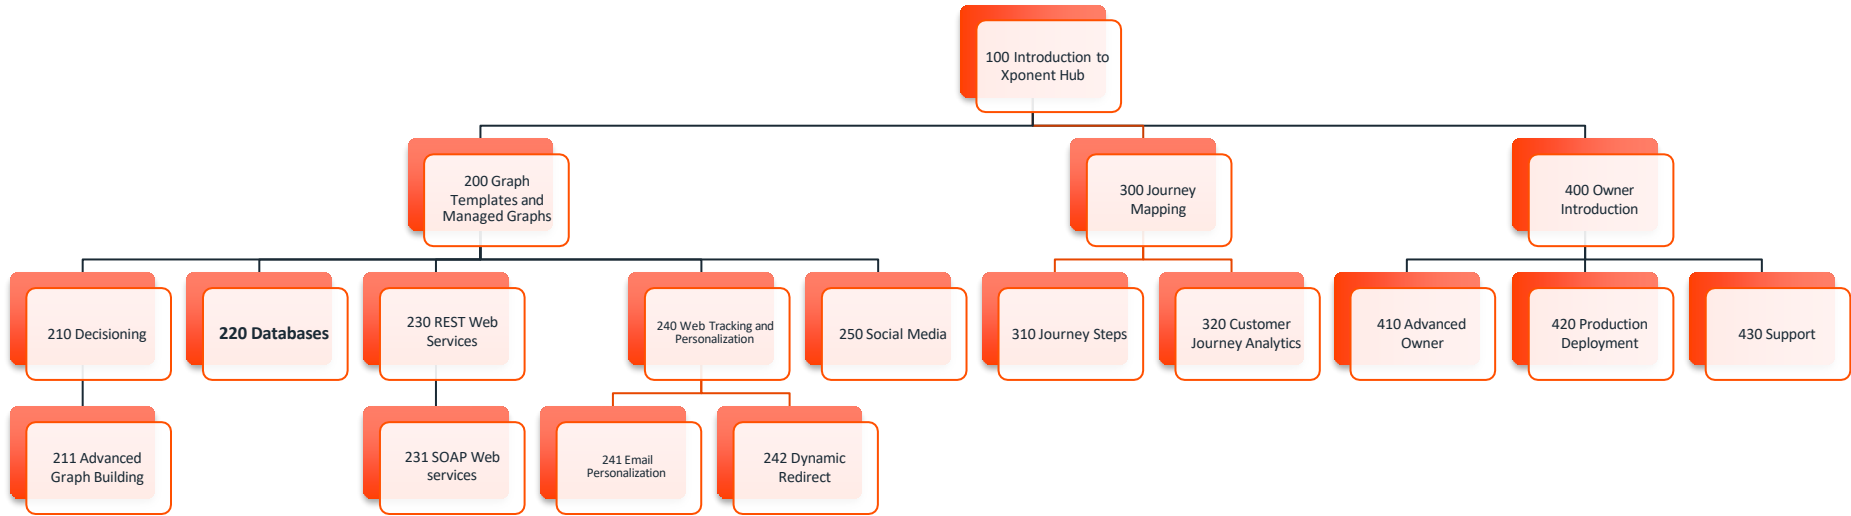 100 Introduction to
Xponent Hub
200 Graph
Templates and
Managed Graphs
300 Journey
Mapping
400 Owner
Introduction
210 Decisioning
220 Databases
230 REST Web
Services
240 Web Tracking and
Personalization
250 Social Media
310 Journey Steps
320 Customer
Journey Analytics
410 Advanced
Owner
420 Production
Deployment
430 Support
211 Advanced
Graph Building
231 SOAP Web
services
241 Email
Personalization
242 Dynamic
Redirect